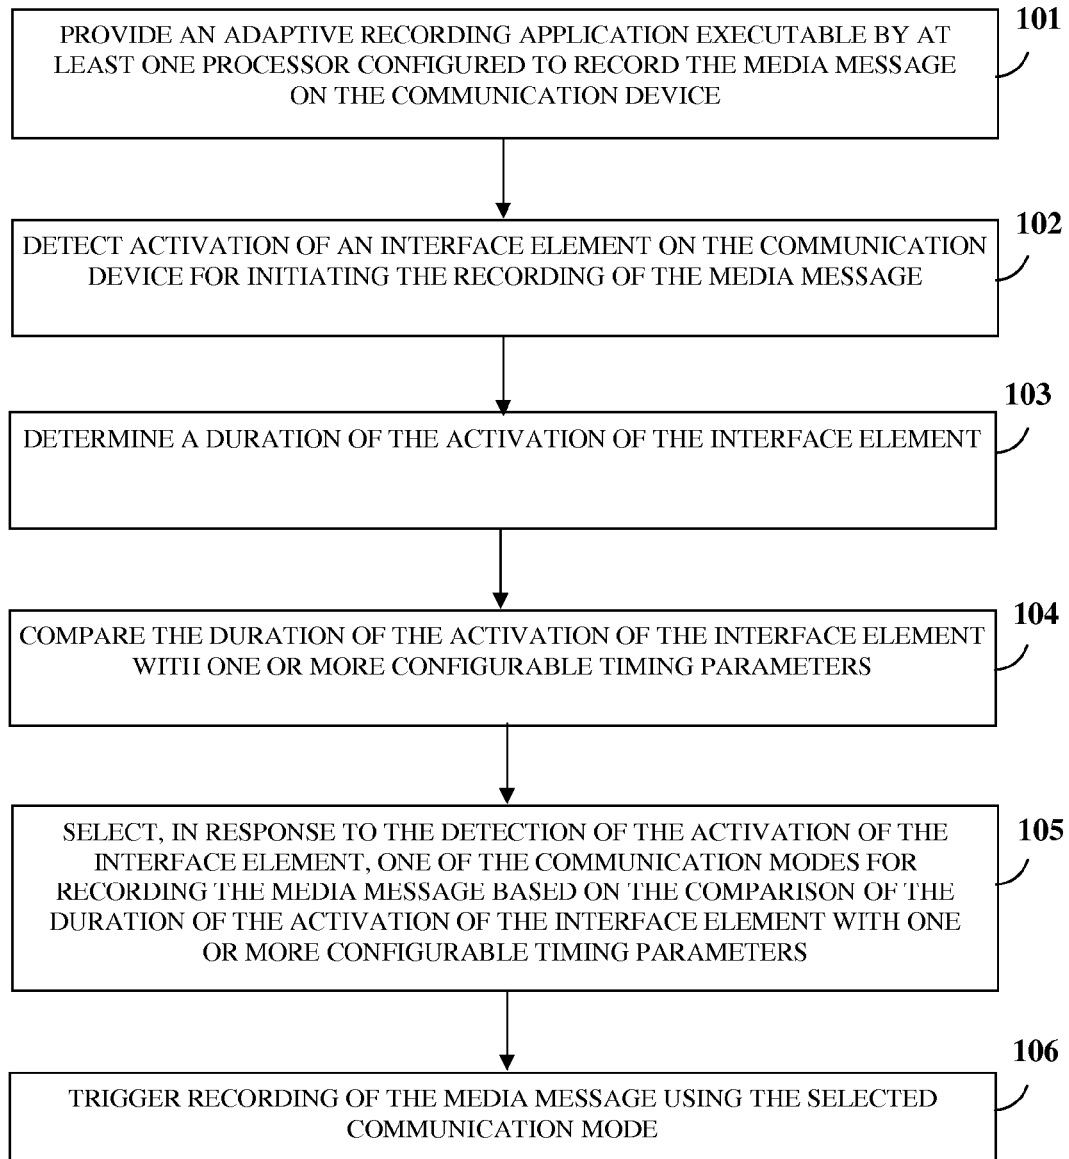 101
PROVIDE AN ADAPTIVE RECORDING APPLICATION EXECUTABLE BY AT
LEAST ONE PROCESSOR CONFIGURED TO RECORD THE MEDIA MESSAGE
ON THE COMMUNICATION DEVICE
102
DETECT ACTIVATION OF AN INTERFACE ELEMENT ON THE COMMUNICATION
DEVICE FOR INITIATING THE RECORDING OF THE MEDIA MESSAGE
103
DETERMINE A DURATION OF THE ACTIVATION OF THE INTERFACE ELEMENT
104
COMPARE THE DURATION OF THE ACTIVATION OF THE INTERFACE ELEMENT
WITH ONE OR MORE CONFIGURABLE TIMING PARAMETERS
105
SELECT, IN RESPONSE TO THE DETECTION OF THE ACTIVATION OF THE
INTERFACE ELEMENT, ONE OF THE COMMUNICATION MODES FOR
RECORDING THE MEDIA MESSAGE BASED ON THE COMPARISON OF THE
DURATION OF THE ACTIVATION OF THE INTERFACE ELEMENT WITH ONE
OR MORE CONFIGURABLE TIMING PARAMETERS
106
TRIGGER RECORDING OF THE MEDIA MESSAGE USING THE SELECTED
COMMUNICATION MODE